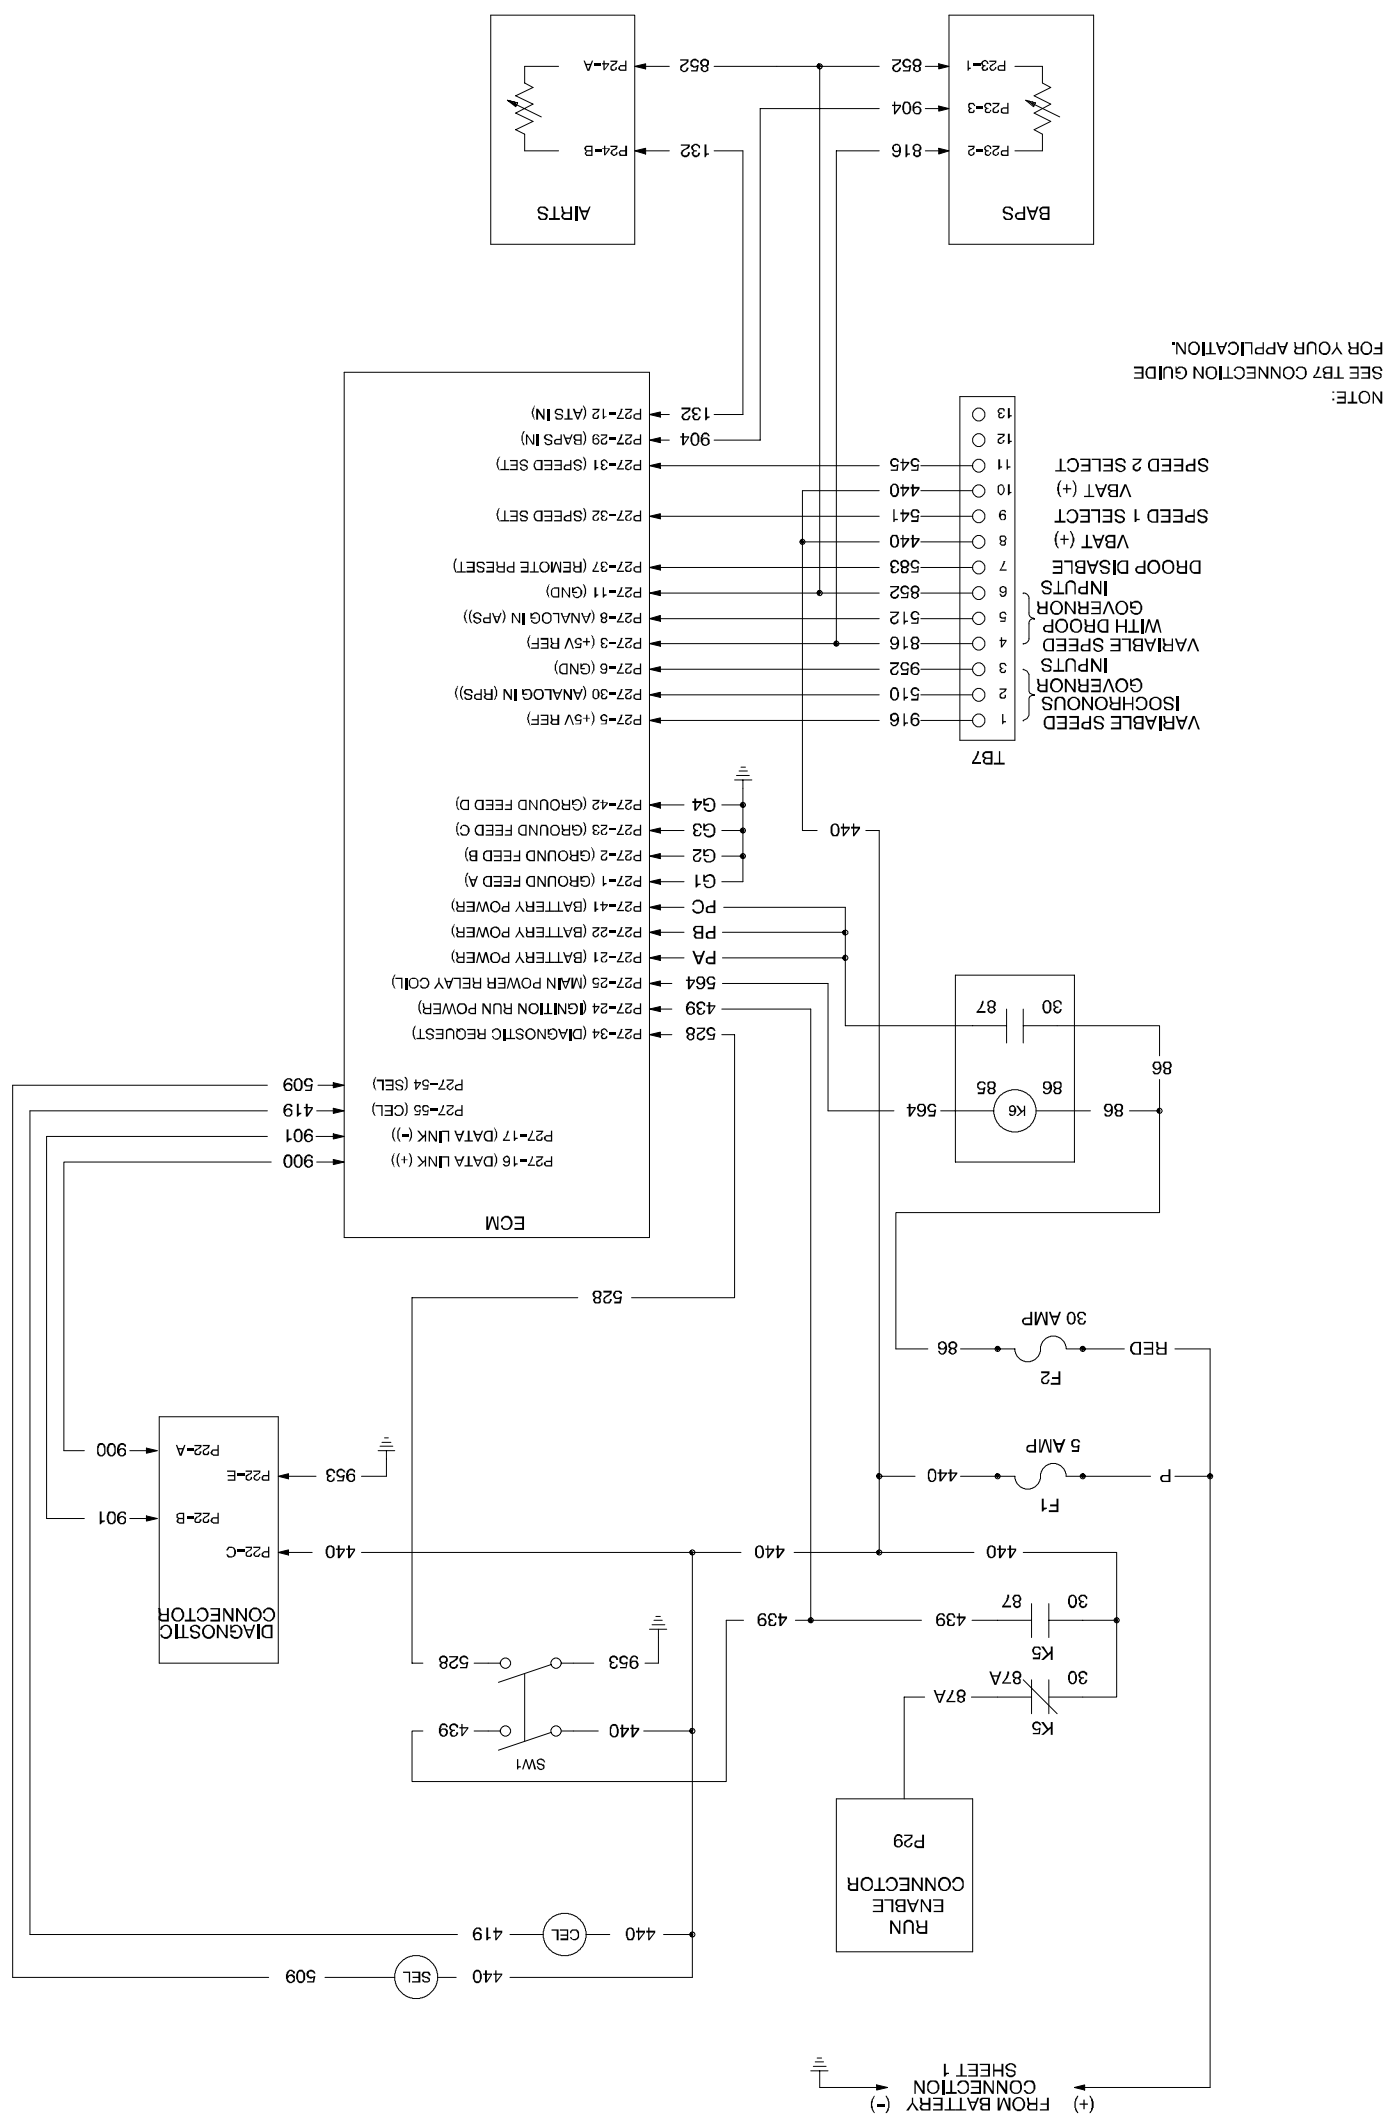 (+) FROM BATTERY (-)
CONNECTION
SHEET 1
440 SEL 509
440 CEL 419
RUN
ENABLE
CONNECTOR
P29
SW1
440 439
K5
30 87A 87A
953 528
K5
30 87 439 439
DIAGNOSTIC
CONNECTOR
440 440 440 P22-C
P22-B 901
F1
P 440
5 AMP
953 P22-E
P22-A 900
F2
RED 86
30 AMP
528
ECM
P27-16 (DATA LINK (+)) 900
P27-17 (DATA LINK (-)) 901
P27-55 (CEL) 419
P27-54 (SEL) 509
86 86 K6 85 564
86
30 87
528 P27-34 (DIAGNOSTIC REQUEST)
439 P27-24 (IGNITION RUN POWER)
564 P27-25 (MAIN POWER RELAY COIL)
PA P27-21 (BATTERY POWER)
PB P27-22 (BATTERY POWER)
PC P27-41 (BATTERY POWER)
G1 P27-1 (GROUND FEED A)
G2 P27-2 (GROUND FEED B)
G3 P27-23 (GROUND FEED C)
G4 P27-42 (GROUND FEED D)
440
TB7
VARIABLE SPEED
ISOCHRONOUS
GOVERNOR
INPUTS
1 916 P27-5 (+5V REF)
2 510 P27-30 (ANALOG IN (RPS))
3 952 P27-6 (GND)
VARIABLE SPEED
WITH DROOP
GOVERNOR
INPUTS
4 816 P27-3 (+5V REF)
5 512 P27-8 (ANALOG IN (APS))
6 852 P27-11 (GND)
DROOP DISABLE 7 583 P27-37 (REMOTE PRESET)
VBAT (+) 8 440
SPEED 1 SELECT 9 541 P27-32 (SPEED SET)
VBAT (+) 10 440
SPEED 2 SELECT 11 545 P27-31 (SPEED SET)
12 904 P27-29 (BAPS IN)
13 132 P27-12 (ATS IN)
NOTE:
SEE TB7 CONNECTION GUIDE
FOR YOUR APPLICATION.
BAPS
P23-2 816
P23-3 904
P23-1 852
AIRTS
132 P24-B
852 P24-A